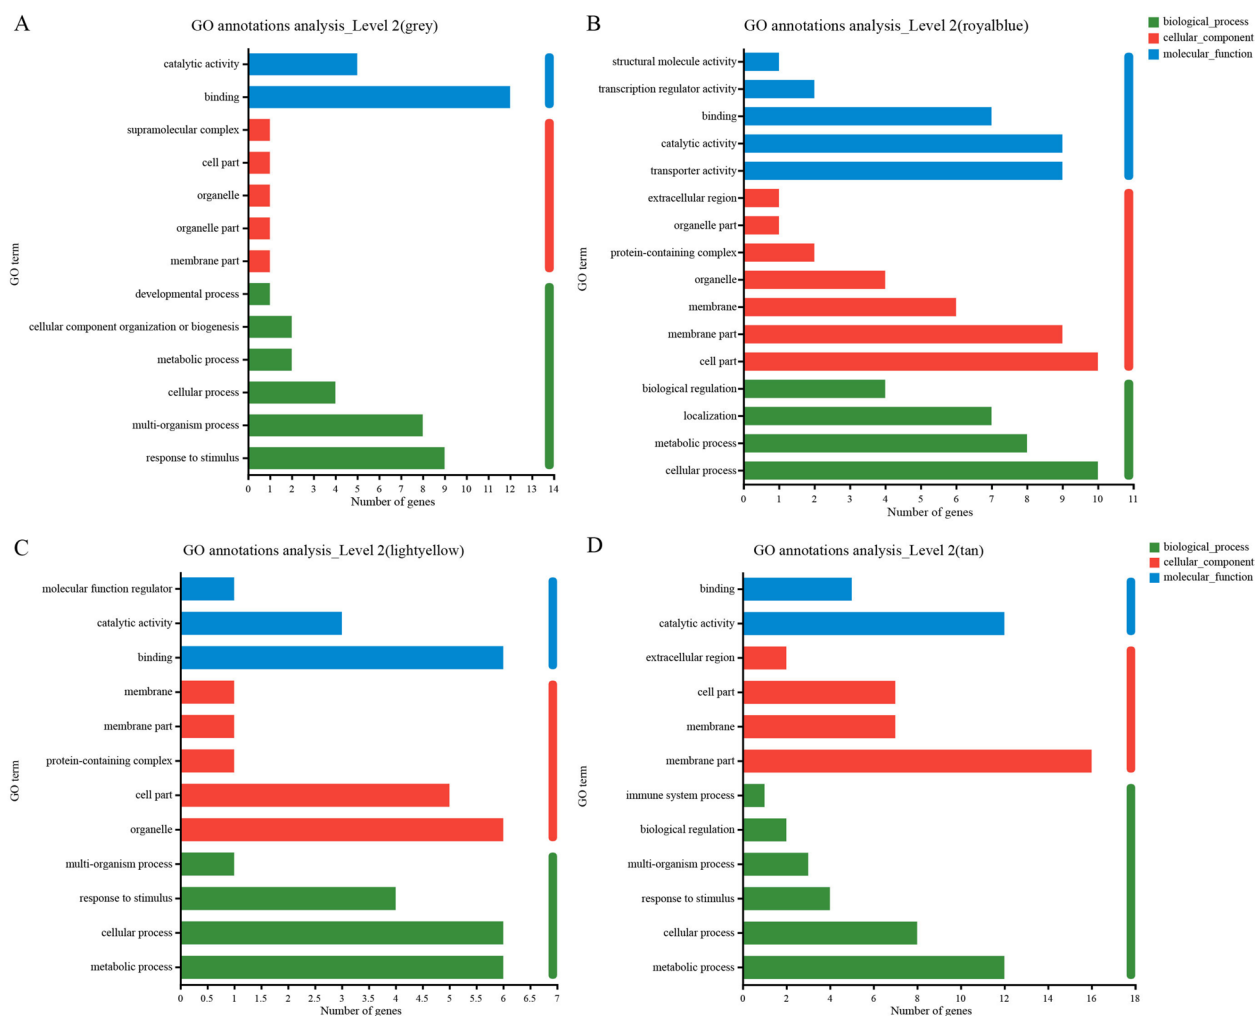 A
GO annotations analysis_Level 2(grey)
catalytic activity
binding
supramolecular complex
cell part
organelle
organelle part
membrane part
developmental process
cellular component organization or biogenesis
metabolic process
cellular process
multi-organism process
response to stimulus
GO term
0 1 2 3 4 5 6 7 8 9 10 11 12 13 14
Number of genes
B
GO annotations analysis_Level 2(royalblue)
biological_process
cellular_component
molecular_function
structural molecule activity
transcription regulator activity
binding
catalytic activity
transporter activity
extracellular region
organelle part
protein-containing complex
organelle
membrane
membrane part
cell part
biological regulation
localization
metabolic process
cellular process
GO term
0 1 2 3 4 5 6 7 8 9 10 11
Number of genes
C
GO annotations analysis_Level 2(lightyellow)
molecular function regulator
catalytic activity
binding
membrane
membrane part
protein-containing complex
cell part
organelle
multi-organism process
response to stimulus
cellular process
metabolic process
GO term
0 0.5 1 1.5 2 2.5 3 3.5 4 4.5 5 5.5 6 6.5 7
Number of genes
D
GO annotations analysis_Level 2(tan)
biological_process
cellular_component
molecular_function
binding
catalytic activity
extracellular region
cell part
membrane
membrane part
immune system process
biological regulation
multi-organism process
response to stimulus
cellular process
metabolic process
GO term
0 2 4 6 8 10 12 14 16 18
Number of genes